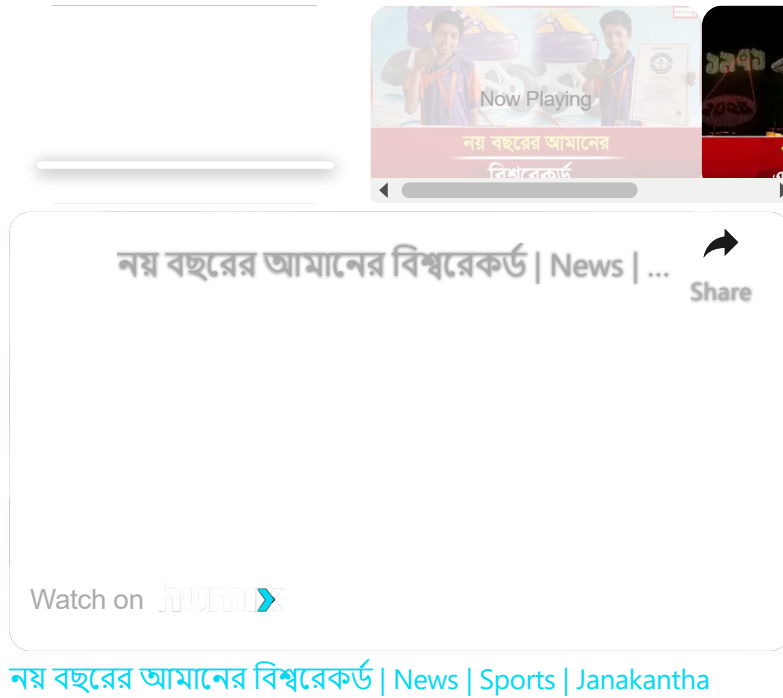 Now Playing
নয় বছরের আমানের
বিশ্বরেকর্ড
নয় বছরের আমানের বিশ্বরেকর্ড | News | ...
Share
Watch on humix
নয় বছরের আমানের বিশ্বরেকর্ড | News | Sports | Janakantha